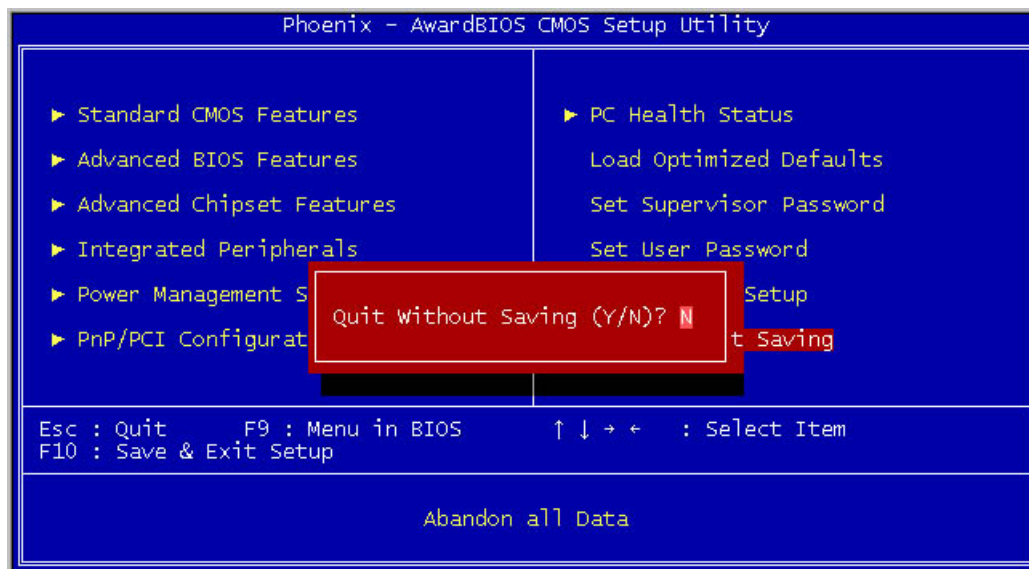 Phoenix - AwardBIOS CMOS Setup Utility
► Standard CMOS Features
► Advanced BIOS Features
► Advanced Chipset Features
► Integrated Peripherals
► Power Management S
► PnP/PCI Configurat
► PC Health Status
Load Optimized Defaults
Set Supervisor Password
Set User Password
Setup
t Saving
Quit Without Saving (Y/N)? N
Esc : Quit F9 : Menu in BIOS ↑ ↓ → ← : Select Item
F10 : Save & Exit Setup
Abandon all Data